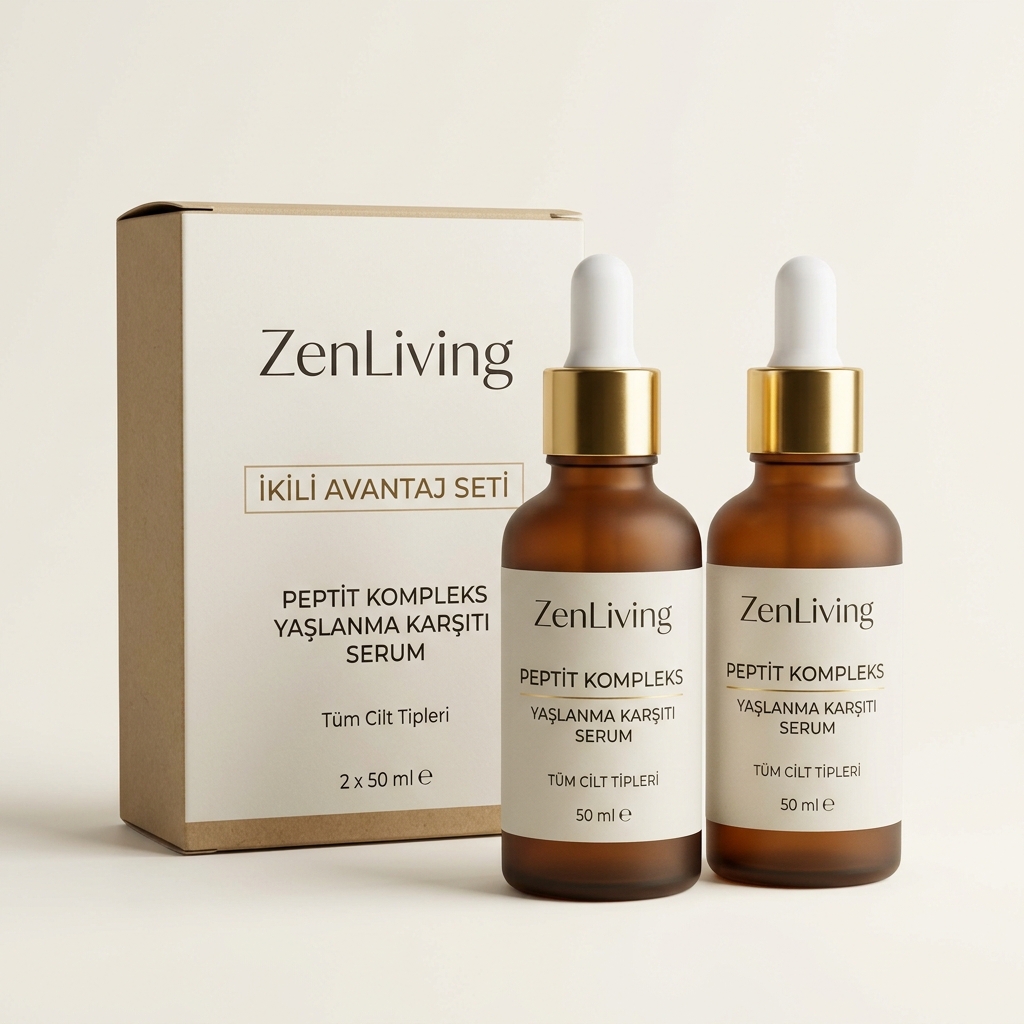 ZenLiving
İKİLİ AVANTAJ SETİ
PEPTİT KOMPLEKS
YAŞLANMA KARŞITI
SERUM
Tüm Cilt Tipleri
2 x 50 ml ℮
ZenLiving
PEPTİT KOMPLEKS
YAŞLANMA KARŞITI
SERUM
TÜM CİLT TİPLERİ
50 ml ℮
ZenLiving
PEPTİT KOMPLEKS
YAŞLANMA KARŞITI
SERUM
TÜM CİLT TİPLERİ
50 ml ℮